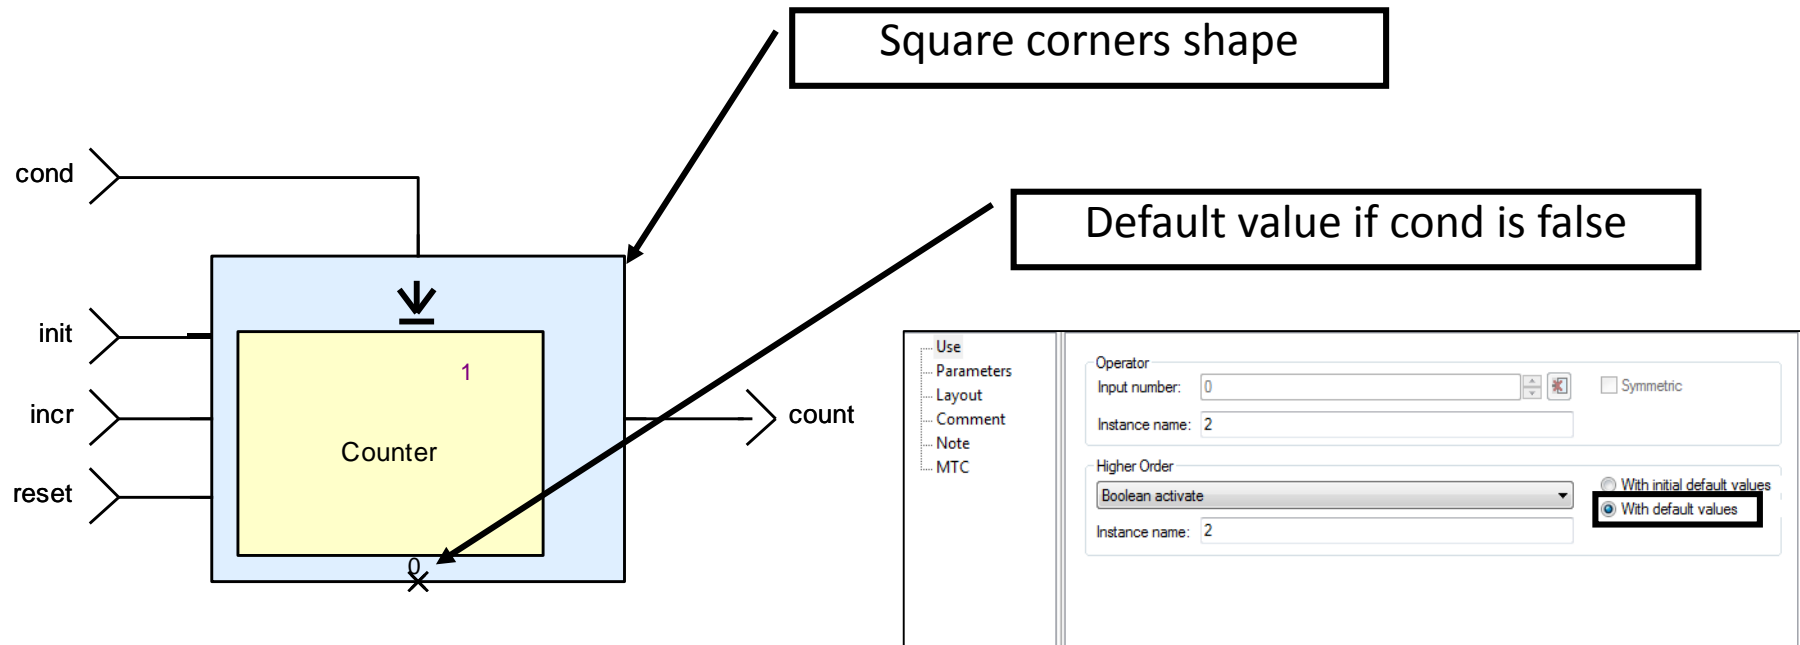 Square corners shape
cond
Default value if cond is false
init
1
incr
count
Counter
reset
0
Use
Parameters
Layout
Comment
Note
MTC
Operator
Input number: 0
Symmetric
Instance name: 2
Higher Order
Boolean activate
With initial default values
With default values
Instance name: 2